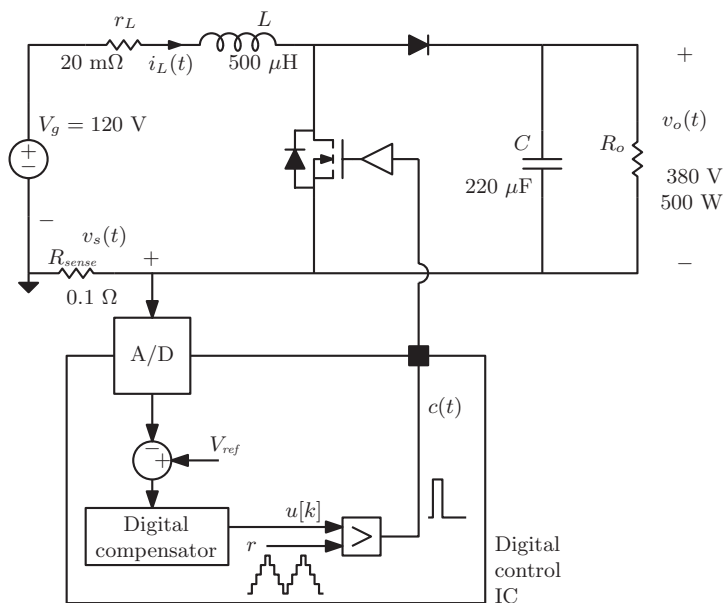 r_L
L
20 mΩ
i_L(t)
500 μH
+
V_g = 120 V
+
−
C
220 μF
R_o
v_o(t)
380 V
500 W
−
v_s(t)
+
−
R_sense
0.1 Ω
A/D
c(t)
−
+
V_ref
Digital
compensator
u[k]
r
>
Digital
control
IC